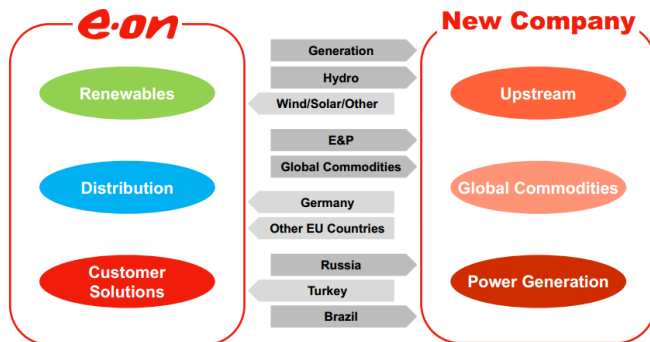 e·on
Renewables
Distribution
Customer
Solutions
Generation
Hydro
Wind/Solar/Other
E&P
Global Commodities
Germany
Other EU Countries
Russia
Turkey
Brazil
New Company
Upstream
Global Commodities
Power Generation